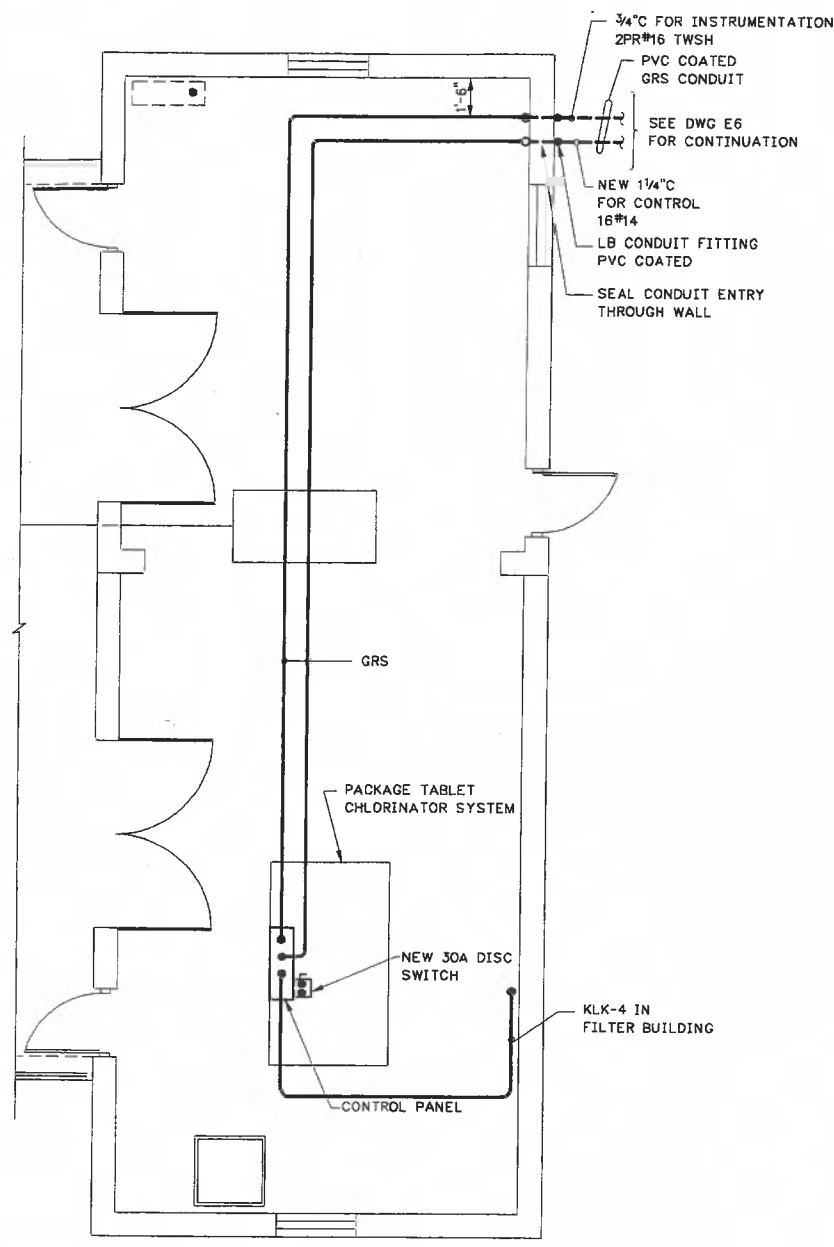 3/4"C FOR INSTRUMENTATION
2PR#16 TWSH
PVC COATED
GRS CONDUIT
1'-6"
SEE DWG E6
FOR CONTINUATION
NEW 1 1/4"C
FOR CONTROL
16#14
LB CONDUIT FITTING
PVC COATED
SEAL CONDUIT ENTRY
THROUGH WALL
GRS
PACKAGE TABLET
CHLORINATOR SYSTEM
NEW 30A DISC
SWITCH
KLK-4 IN
FILTER BUILDING
CONTROL PANEL